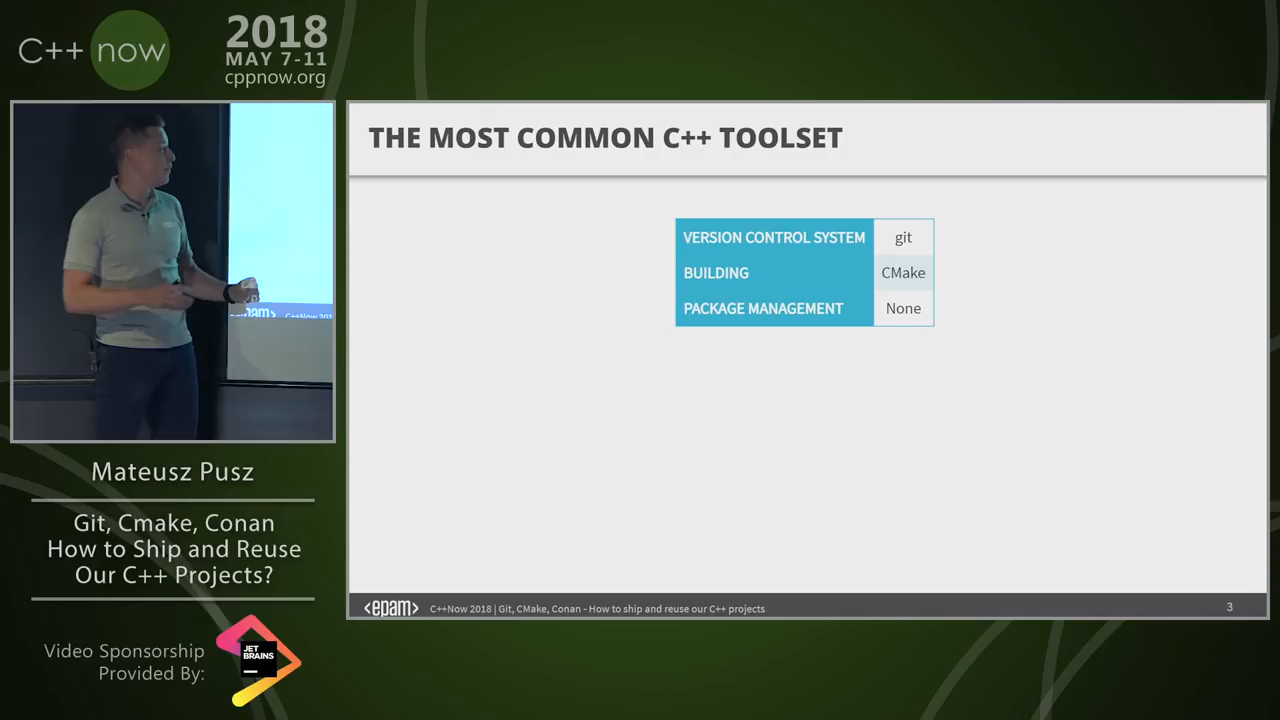 C++ now
2018
MAY 7-11
cppnow.org
THE MOST COMMON C++ TOOLSET
VERSION CONTROL SYSTEM git
BUILDING CMake
PACKAGE MANAGEMENT None
C++Now 201
Mateusz Pusz
Git, Cmake, Conan
How to Ship and Reuse
Our C++ Projects?
Video Sponsorship
Provided By:
JET
BRAINS
<epam> C++Now 2018 | Git, CMake, Conan - How to ship and reuse our C++ projects 3